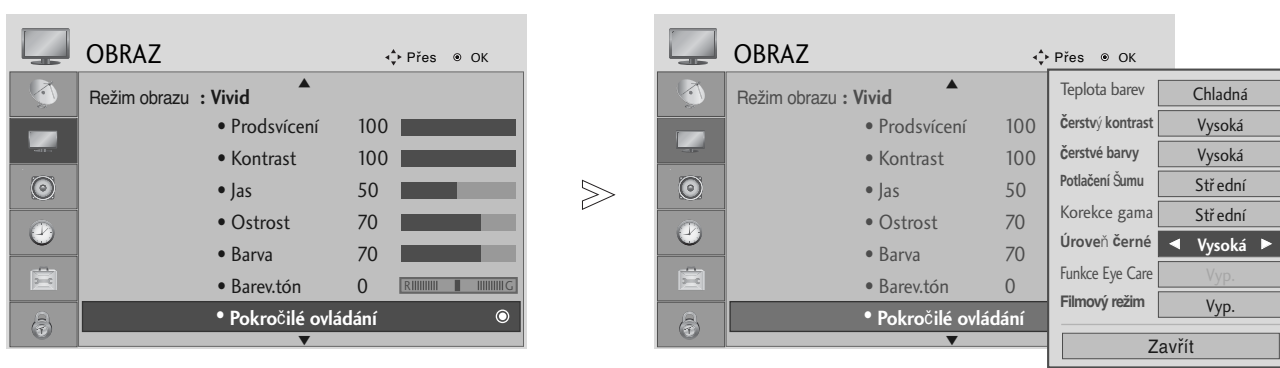 OBRAZ
Přes OK
Režim obrazu : Vivid
• Prodsvícení 100
• Kontrast 100
• Jas 50
• Ostrost 70
• Barva 70
• Barev.tón 0 R G
• Pokročilé ovládání
OBRAZ
Přes OK
Režim obrazu : Vivid
• Prodsvícení 100
• Kontrast 100
• Jas 50
• Ostrost 70
• Barva 70
• Barev.tón 0
• Pokročilé ovládání
Teplota barev Chladná
čerstvý kontrast Vysoká
čerstvé barvy Vysoká
Potlačení Šumu Střední
Korekce gama Střední
Úroveň černé ◄ Vysoká ►
Funkce Eye Care Vyp.
Filmový režim Vyp.
Zavřít